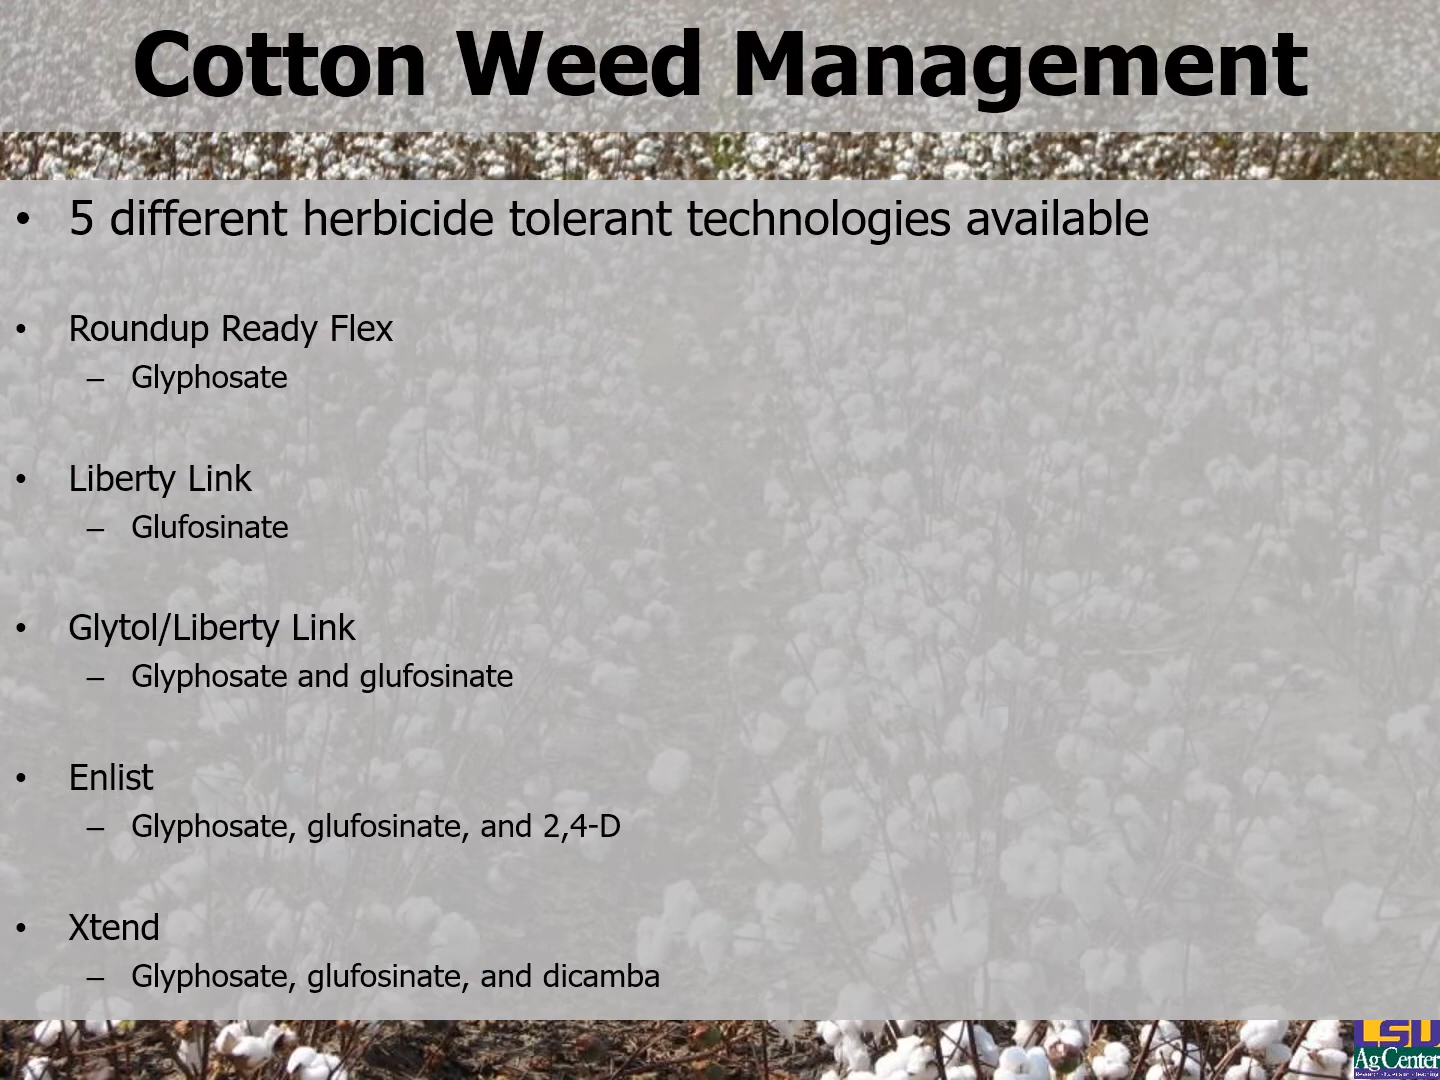 Cotton Weed Management
• 5 different herbicide tolerant technologies available
• Roundup Ready Flex
– Glyphosate
• Liberty Link
– Glufosinate
• Glytol/Liberty Link
– Glyphosate and glufosinate
• Enlist
– Glyphosate, glufosinate, and 2,4-D
• Xtend
– Glyphosate, glufosinate, and dicamba
LSU
AgCenter